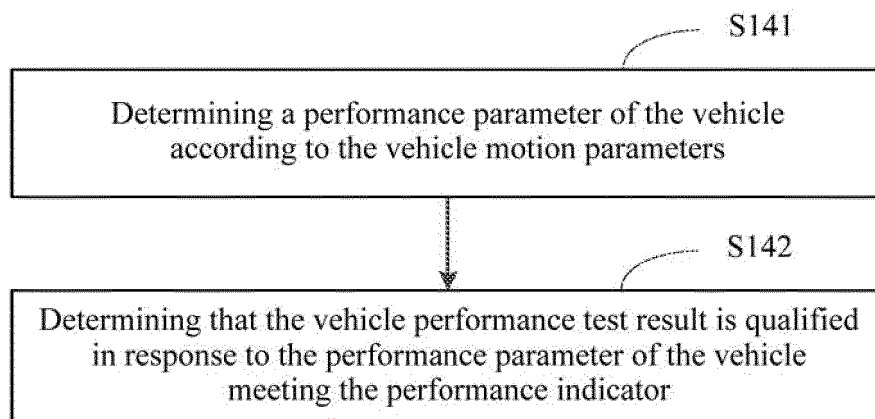 S141
Determining a performance parameter of the vehicle
according to the vehicle motion parameters
S142
Determining that the vehicle performance test result is qualified
in response to the performance parameter of the vehicle
meeting the performance indicator